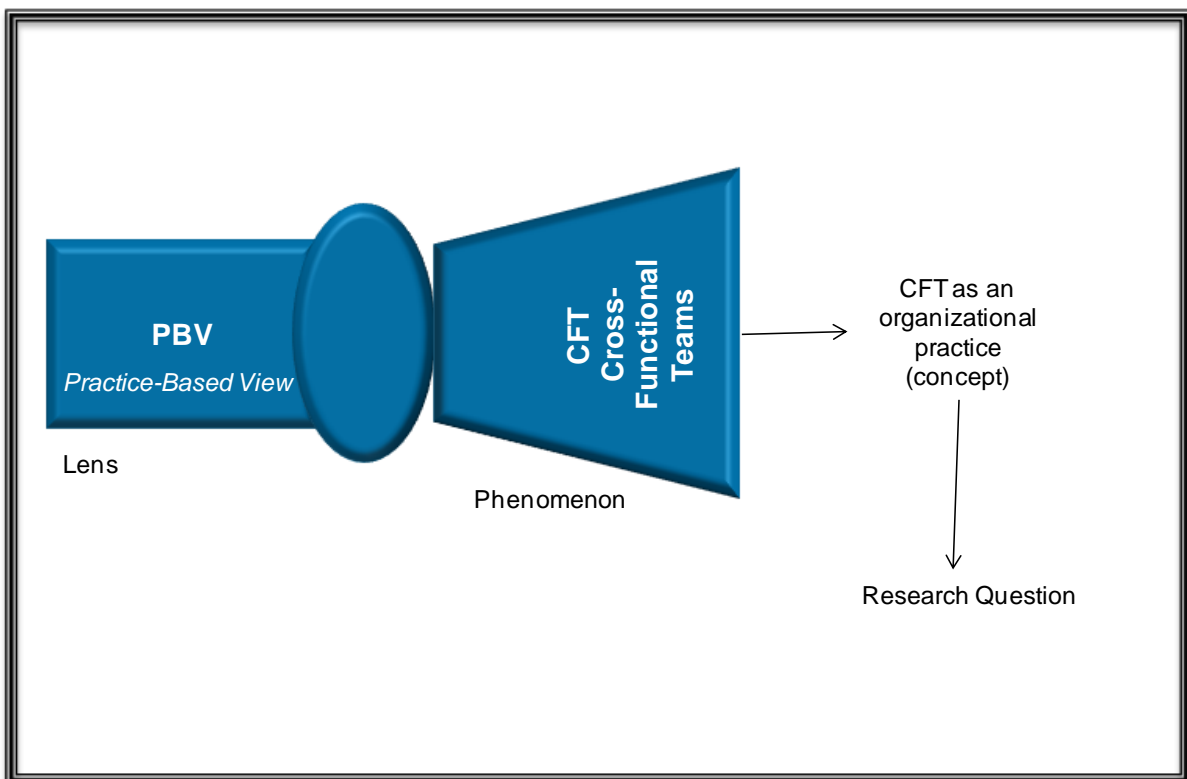 PBV
Practice-Based View
Lens
CFT
Cross-
Functional
Teams
Phenomenon
CFT as an
organizational
practice
(concept)
Research Question